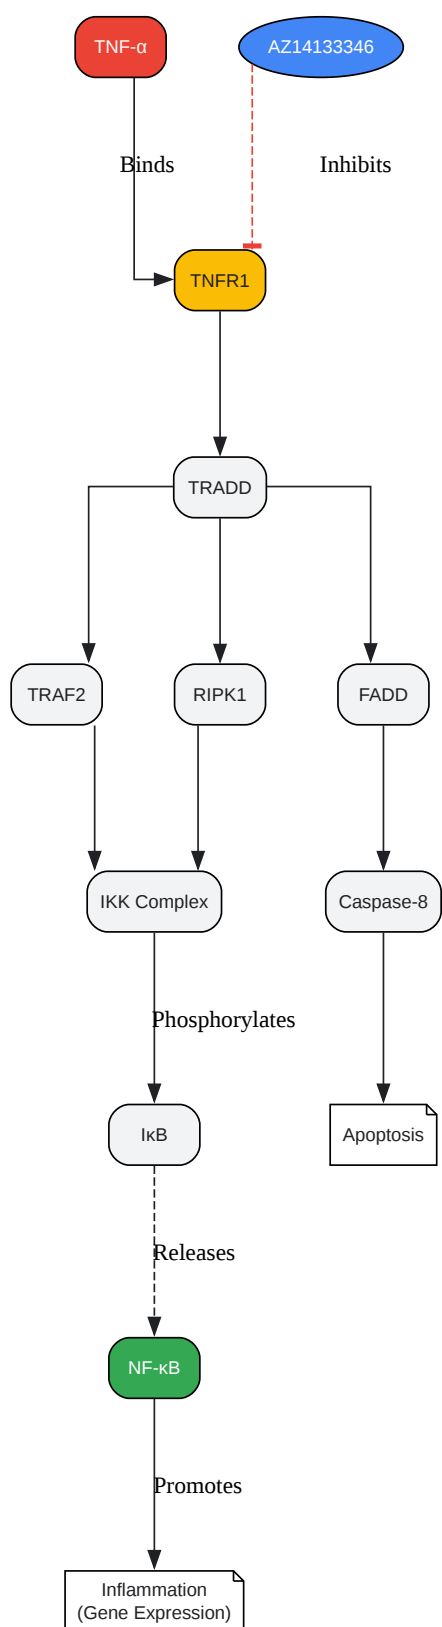 TNF-α
AZ14133346
Binds
Inhibits
TNFR1
TRADD
TRAF2
RIPK1
FADD
IKK Complex
Caspase-8
Phosphorylates
IκB
Apoptosis
Releases
NF-κB
Promotes
Inflammation
(Gene Expression)